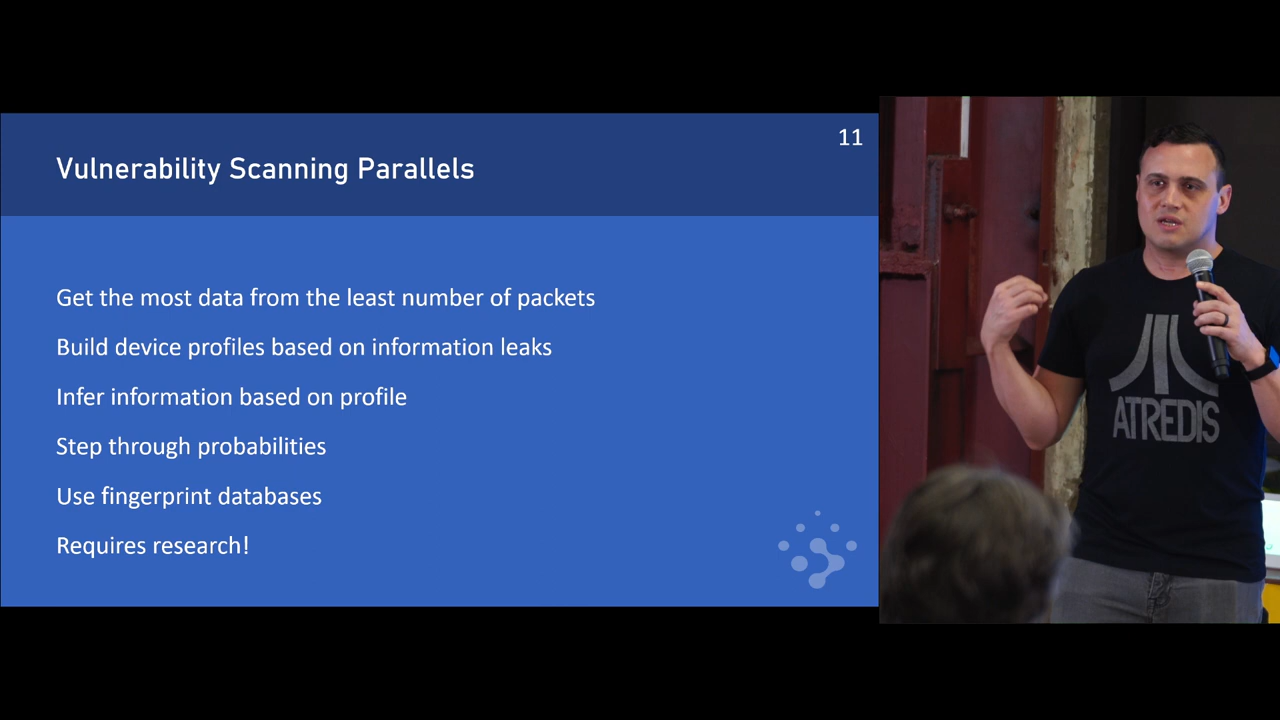 11
Vulnerability Scanning Parallels
Get the most data from the least number of packets
Build device profiles based on information leaks
Infer information based on profile
Step through probabilities
Use fingerprint databases
Requires research!
ATREDIS